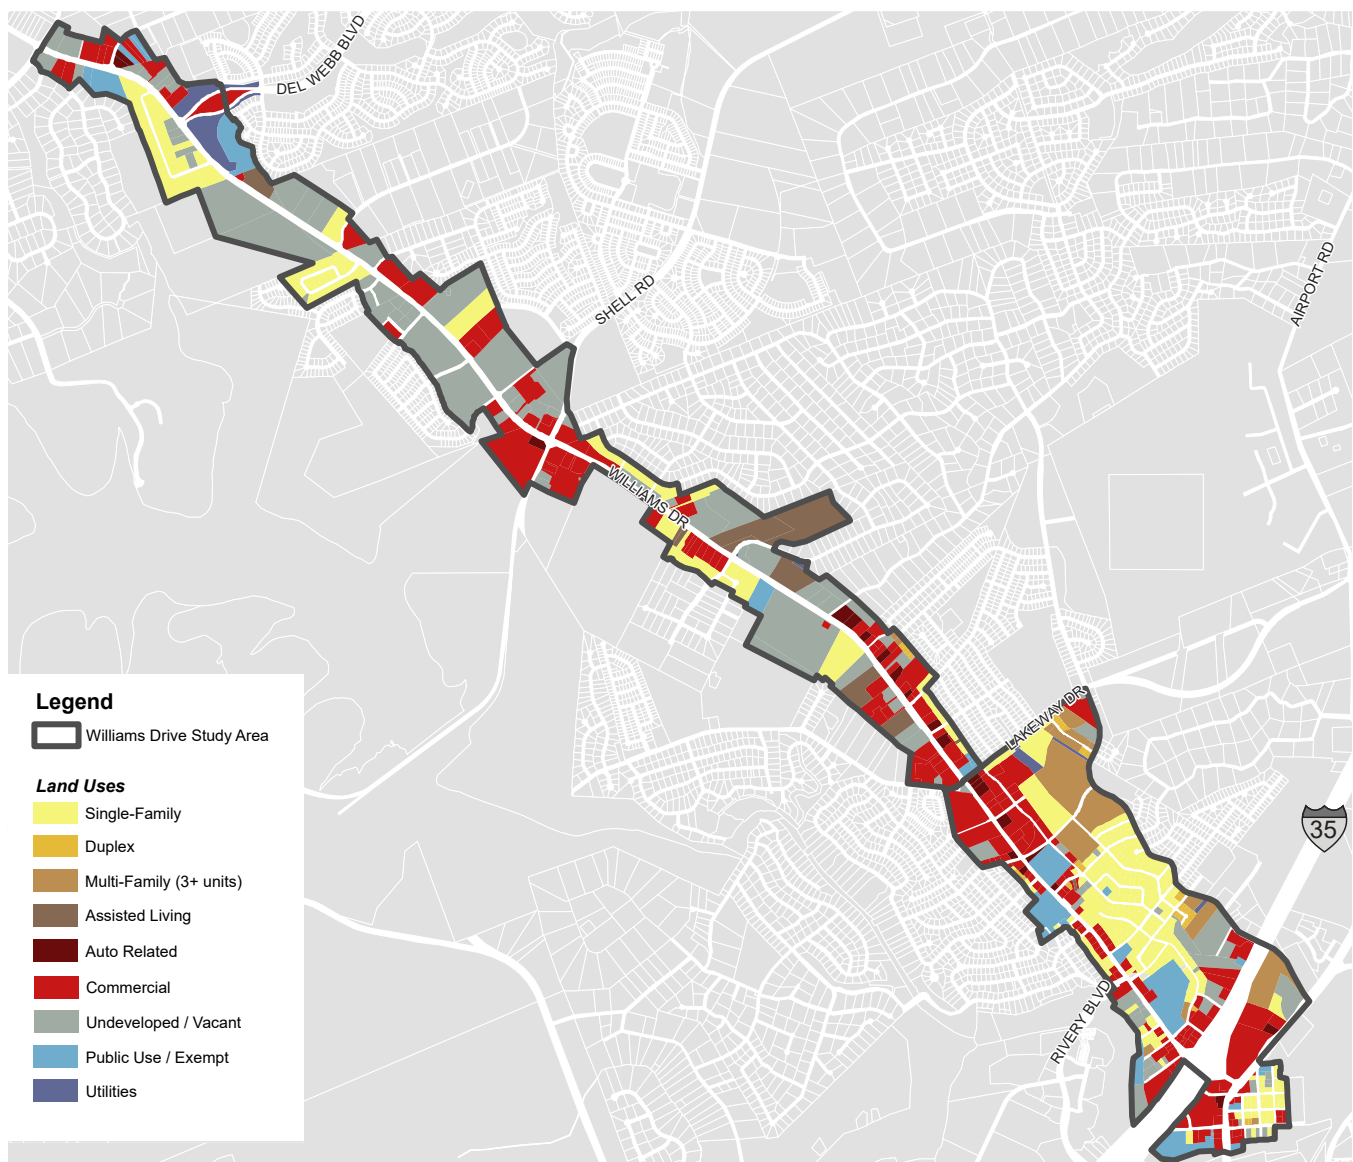 DEL WEBB BLVD
SHELL RD
AIRPORT RD
WILLIAMS DR
LAKEWAY DR
RIVERY BLVD
35
Legend
Williams Drive Study Area
Land Uses
Single-Family
Duplex
Multi-Family (3+ units)
Assisted Living
Auto Related
Commercial
Undeveloped / Vacant
Public Use / Exempt
Utilities